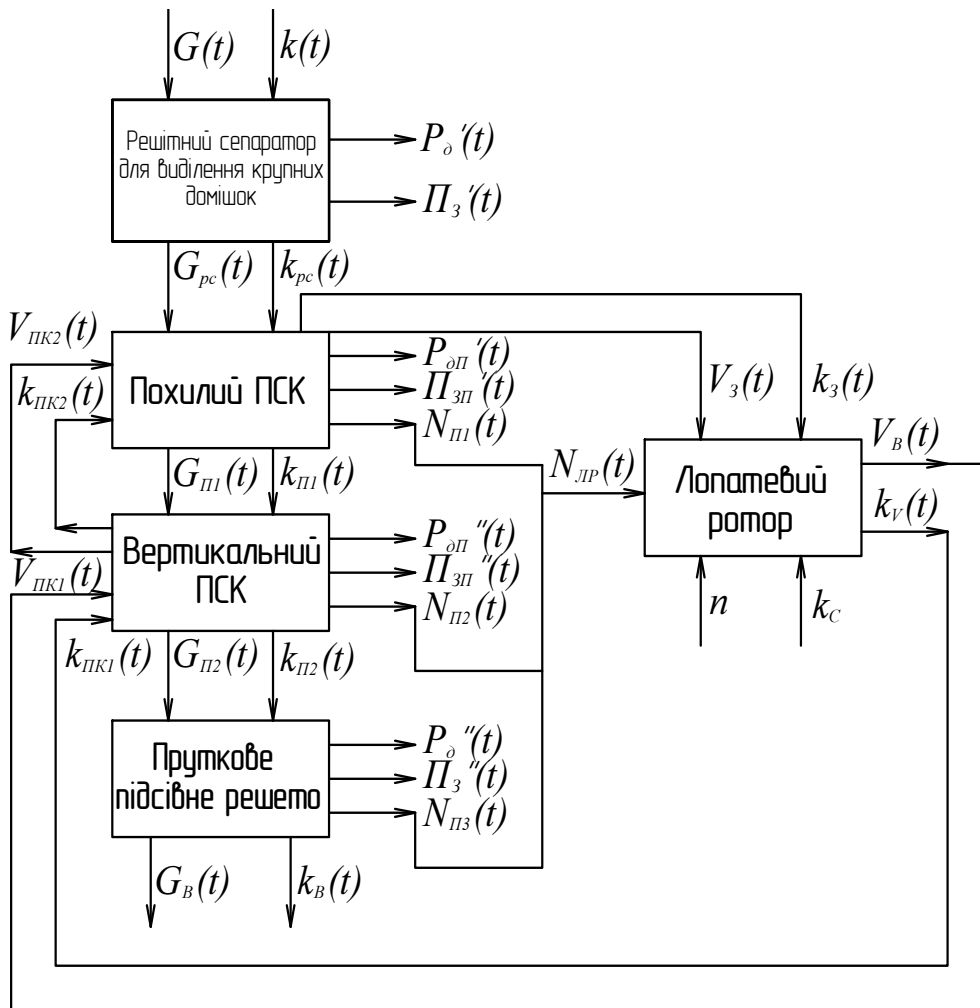 G(t)
k(t)
Решітний сепаратор
для виділення крупних
домішок
P_д'(t)
П_З'(t)
G_рс(t)
k_рс(t)
V_ПК2(t)
k_ПК2(t)
Похилий ПСК
P_дП'(t)
П_ЗП'(t)
N_П1(t)
V_З(t)
k_З(t)
G_П1(t)
k_П1(t)
N_ЛР(t)
Лопатевий
ротор
V_В(t)
k_V(t)
n
k_С
Вертикальний
ПСК
P_дП"(t)
П_ЗП"(t)
N_П2(t)
V_ПК1(t)
k_ПК1(t)
G_П2(t)
k_П2(t)
Пруткове
підсівне решето
P_д"(t)
П_З"(t)
N_П3(t)
G_В(t)
k_В(t)